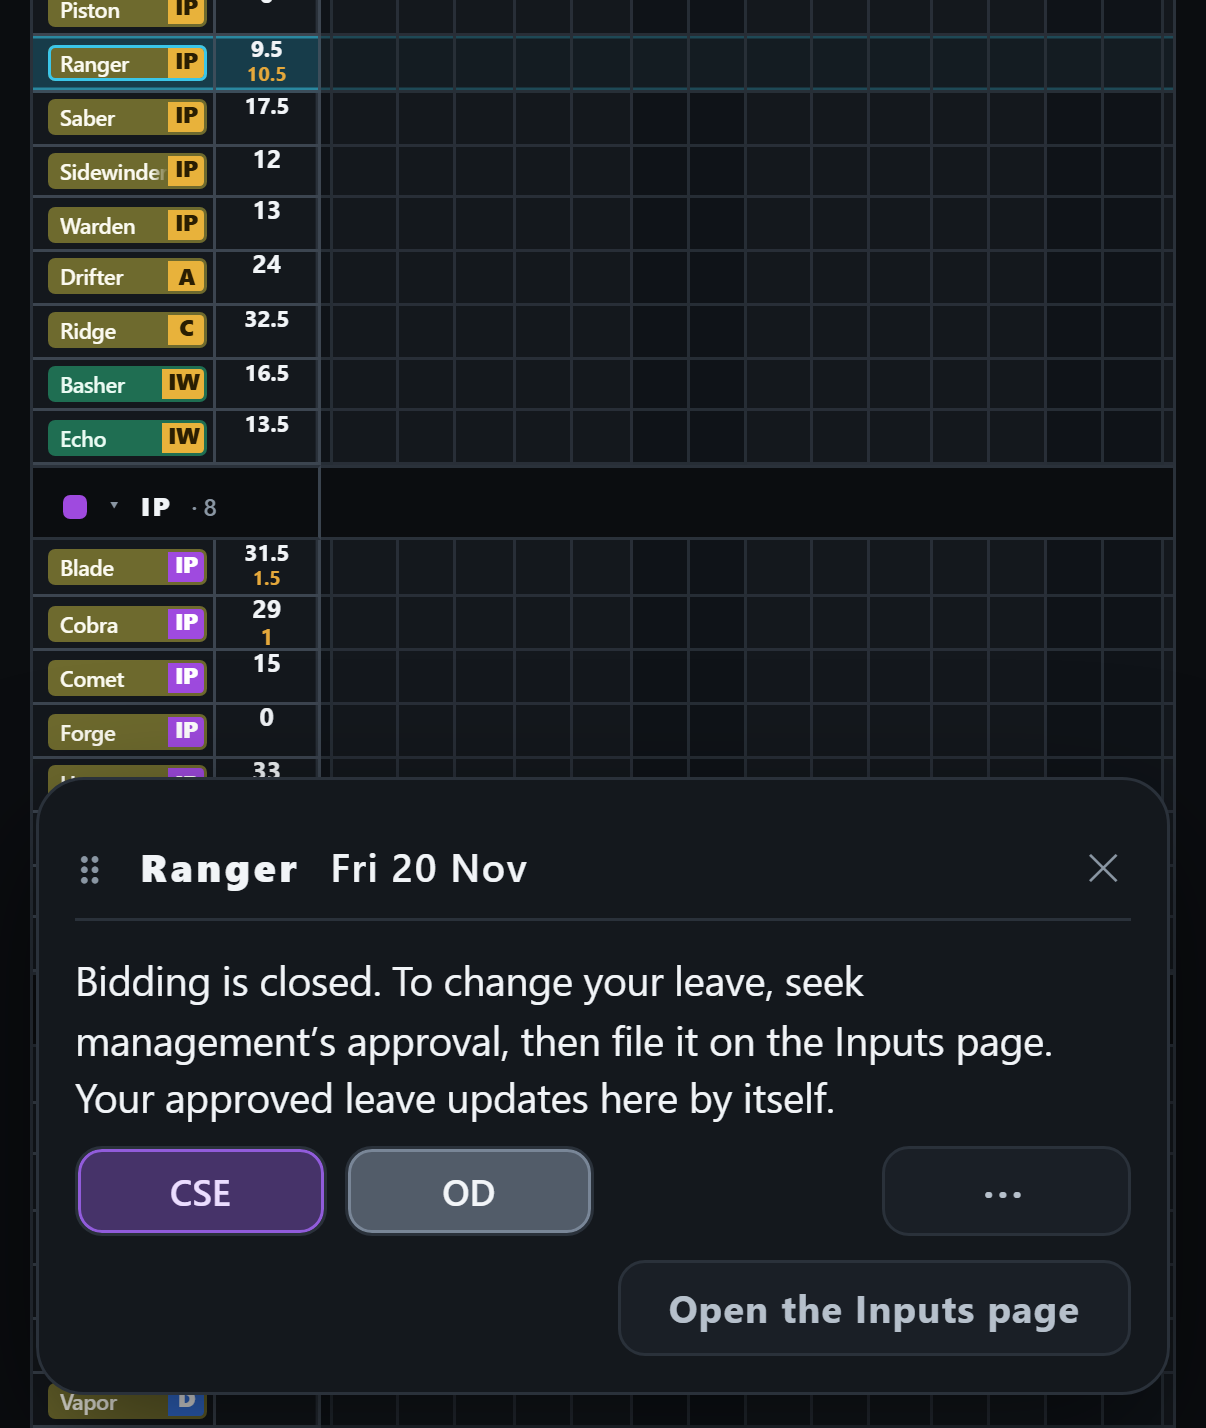 Piston IP
Ranger IP 9.5
10.5
Saber IP 17.5
Sidewinder IP 12
Warden IP 13
Drifter A 24
Ridge C 32.5
Basher IW 16.5
Echo IW 13.5
▾ IP · 8
Blade IP 31.5
1.5
Cobra IP 29
1
Comet IP 15
Forge IP 0
33
Ranger Fri 20 Nov
Bidding is closed. To change your leave, seek
management’s approval, then file it on the Inputs page.
Your approved leave updates here by itself.
CSE OD ...
Open the Inputs page
Vapor D